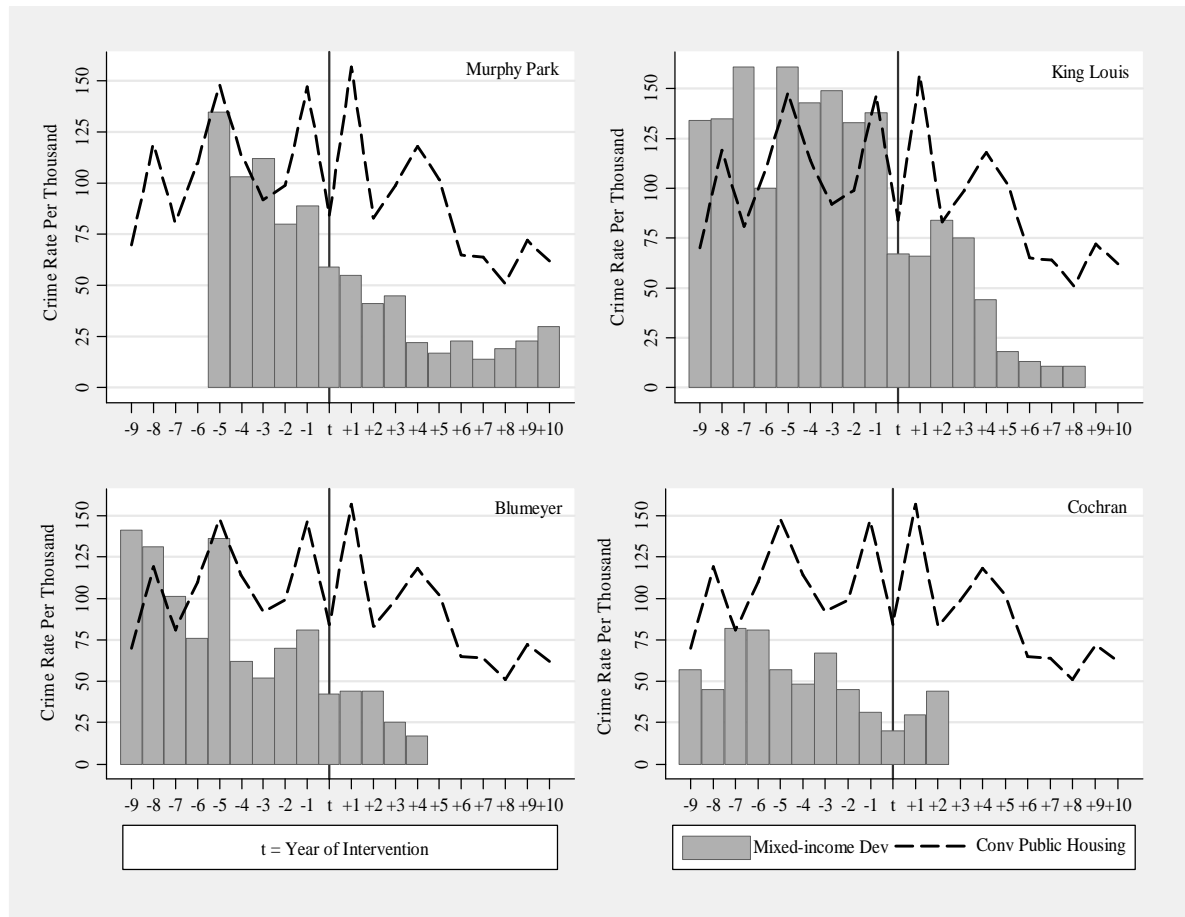 Murphy Park
Crime Rate Per Thousand
150
125
100
75
50
25
0
-9 -8 -7 -6 -5 -4 -3 -2 -1 t +1 +2 +3 +4 +5 +6 +7 +8 +9 +10
King Louis
Crime Rate Per Thousand
150
125
100
75
50
25
0
-9 -8 -7 -6 -5 -4 -3 -2 -1 t +1 +2 +3 +4 +5 +6 +7 +8 +9+10
Blumeyer
Crime Rate Per Thousand
150
125
100
75
50
25
0
-9 -8 -7 -6 -5 -4 -3 -2 -1 t +1 +2 +3 +4 +5 +6 +7 +8 +9+10
Cochran
Crime Rate Per Thousand
150
125
100
75
50
25
0
-9 -8 -7 -6 -5 -4 -3 -2 -1 t +1 +2 +3 +4 +5 +6 +7 +8 +9+10
t = Year of Intervention
Mixed-income Dev Conv Public Housing